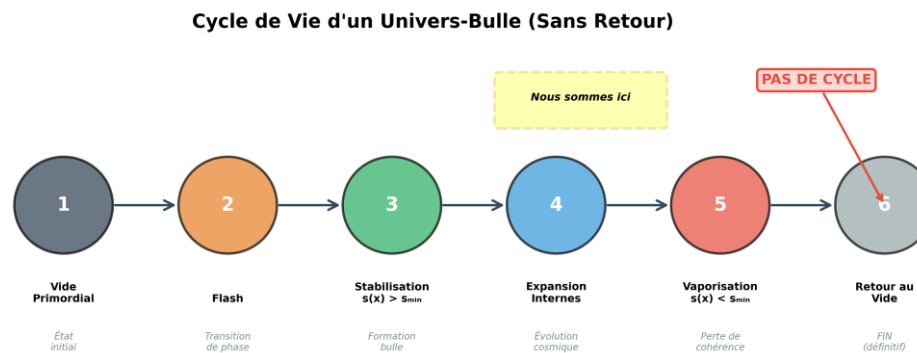 Cycle de Vie d'un Univers-Bulle (Sans Retour)
Nous sommes ici
PAS DE CYCLE
1
2
3
4
5
6
Vide
Primordial
Flash
Stabilisation
s(x) > sₘᵢₙ
Expansion
Internes
Vaporisation
s(x) < sₘᵢₙ
Retour au
Vide
État
initial
Transition
de phase
Formation
bulle
Évolution
cosmique
Perte de
cohérence
FIN
(définitif)